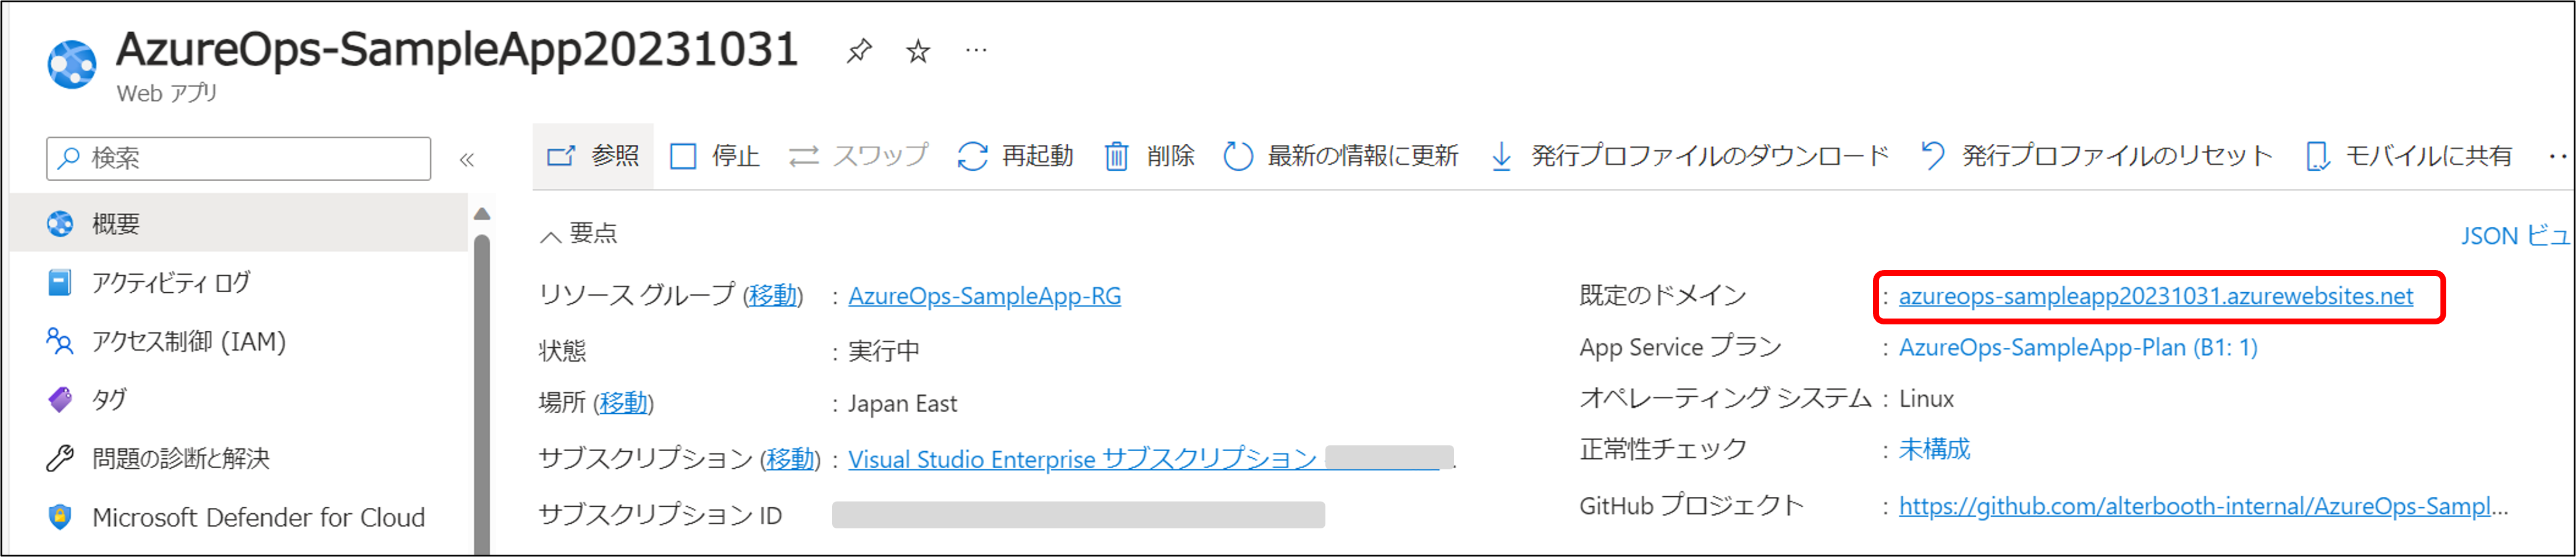 AzureOps-SampleApp20231031
Web アプリ
検索
«
参照 停止 スワップ 再起動 削除 最新の情報に更新 発行プロファイルのダウンロード 発行プロファイルのリセット モバイルに共有
概要
アクティビティ ログ
アクセス制御 (IAM)
タグ
問題の診断と解決
Microsoft Defender for Cloud
要点
JSON ビュ
リソース グループ (移動) : AzureOps-SampleApp-RG
状態 : 実行中
場所 (移動) : Japan East
サブスクリプション (移動) : Visual Studio Enterprise サブスクリプション
サブスクリプション ID
既定のドメイン : azureops-sampleapp20231031.azurewebsites.net
App Service プラン : AzureOps-SampleApp-Plan (B1: 1)
オペレーティング システム : Linux
正常性チェック : 未構成
GitHub プロジェクト : https://github.com/alterbooth-internal/AzureOps-Sampl...